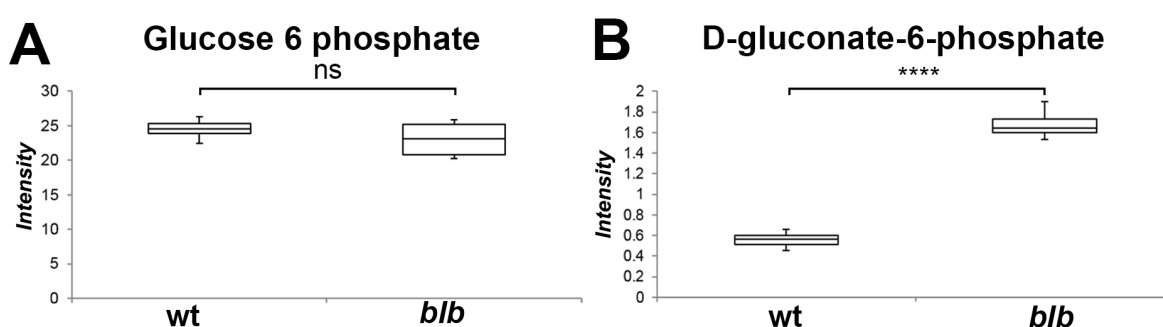 A
Glucose 6 phosphate
ns
30
25
20
15
10
5
0
Intensity
wt
blb
B
D-gluconate-6-phosphate
****
2
1.8
1.6
1.4
1.2
1
0.8
0.6
0.4
0.2
0
Intensity
wt
blb